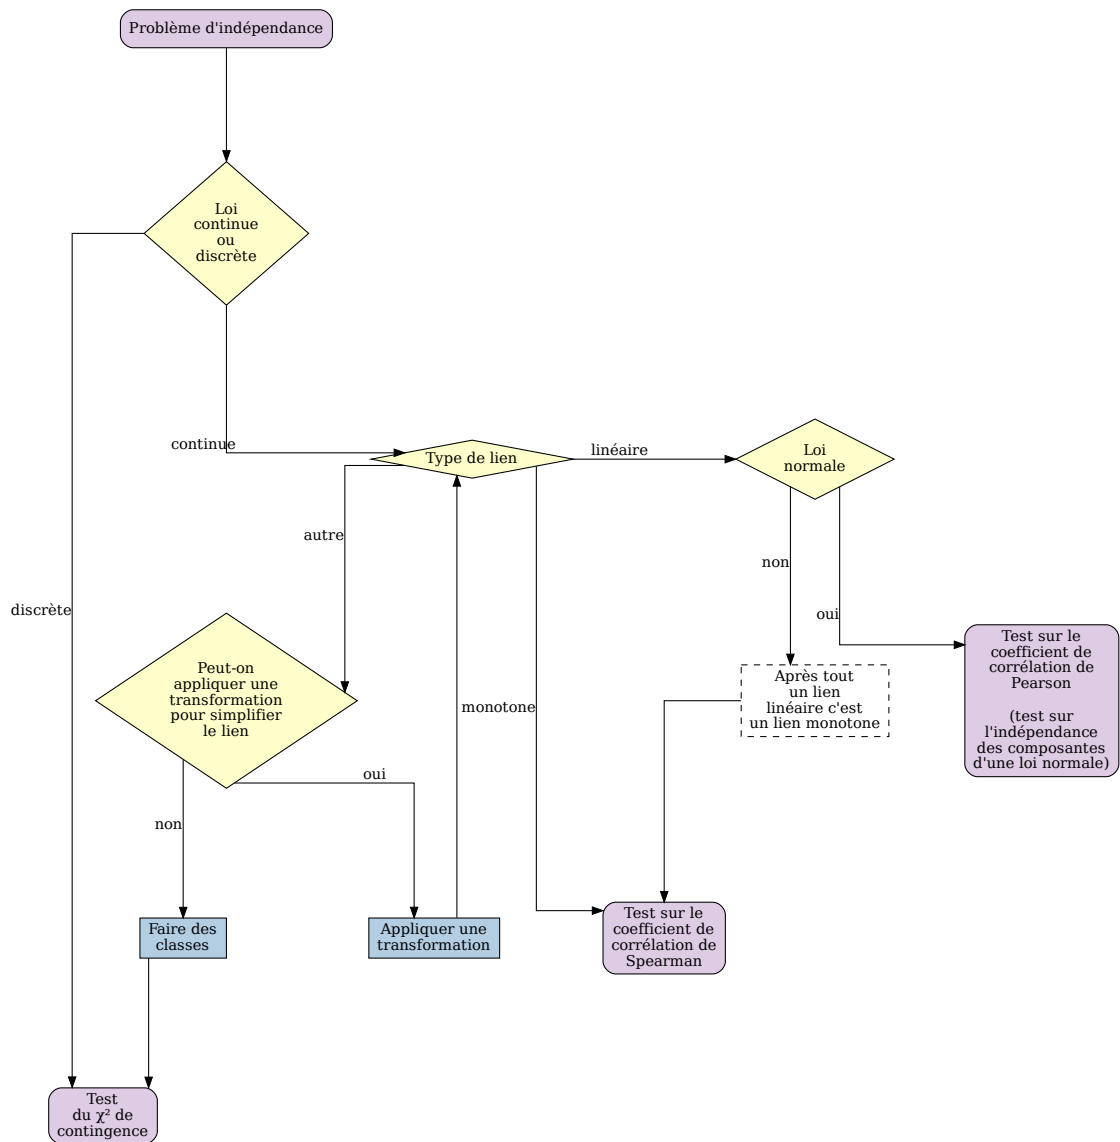 Problème d'indépendance
Loi
continue
ou
discrète
continue
Type de lien
linéaire
Loi
normale
autre
non
discrète
oui
Peut-on
appliquer une
transformation
pour simplifier
le lien
monotone
Après tout
un lien
linéaire c'est
un lien monotone
Test sur le
coefficient de
corrélation de
Pearson
(test sur
l'indépendance
des composantes
d'une loi normale)
oui
non
Faire des
classes
Appliquer une
transformation
Test sur le
coefficient de
corrélation de
Spearman
Test
du χ² de
contingence